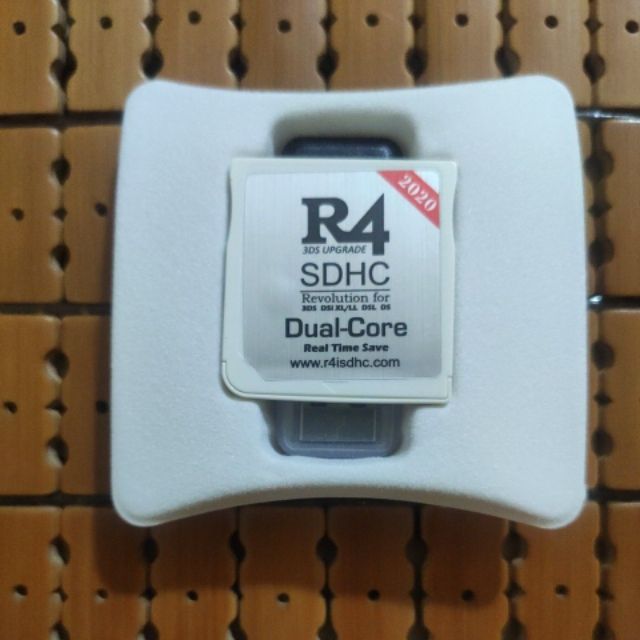 2020
R4
3DS UPGRADE
SDHC
Revolution for
3DS DSi XL/LL DSL DS
Dual-Core
Real Time Save
www.r4isdhc.com